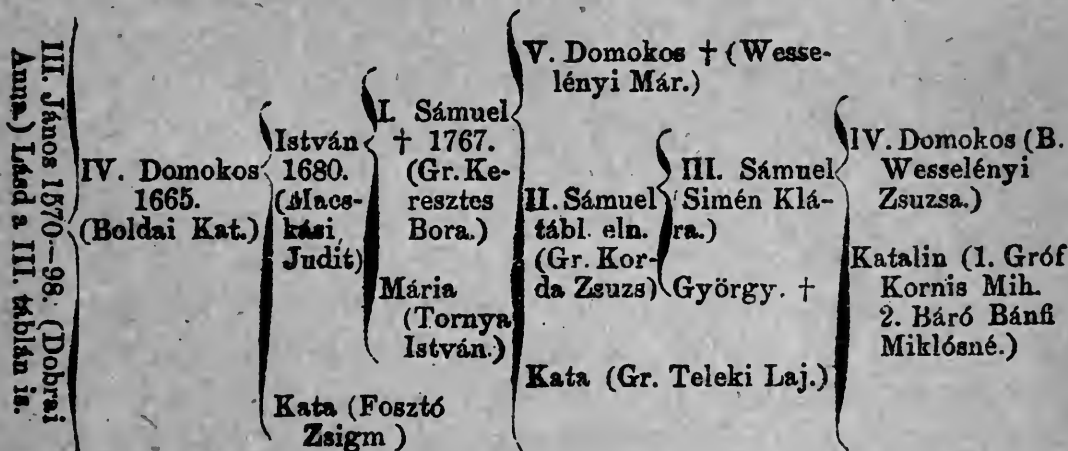 III. János 1570—98. (Dobrai
Anna.) Lásd a III. táblán is.
IV. Domokos
1665.
(Boldai Kat.)
István
1680.
(Macs-
kási,
Judit)
Kata (Fosztó
Zsigm )
I. Sámuel
† 1767.
(Gr. Ke-
resztes
Bora.)
Mária
(Tornya
István.)
V. Domokos † (Wesse-
lényi Már.)
II. Sámuel
tábl. eln.
(Gr. Kor-
da Zsuzs)
Kata (Gr. Teleki Laj.)
III. Sámuel
Simén Klá-
ra.)
György. †
IV. Domokos (B.
Wesselényi
Zsuzsa.)
Katalin (1. Gróf
Kornis Mih.
2. Báró Bánfi
Miklósné.)